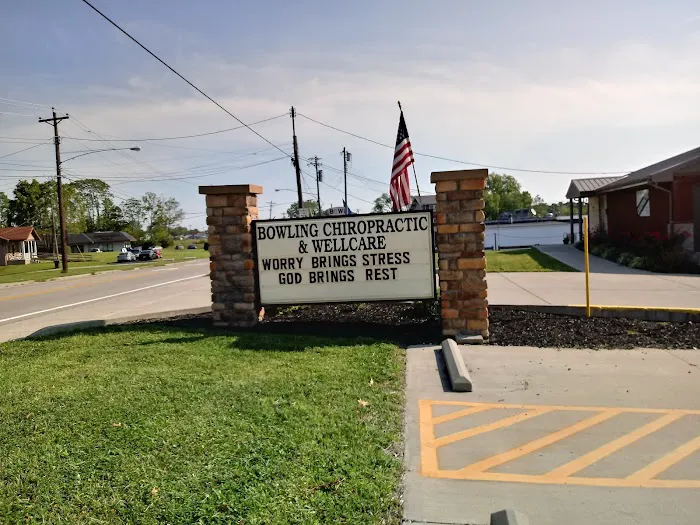 BOWLING CHIROPRACTIC
& WELLCARE
WORRY BRINGS STRESS
GOD BRINGS REST